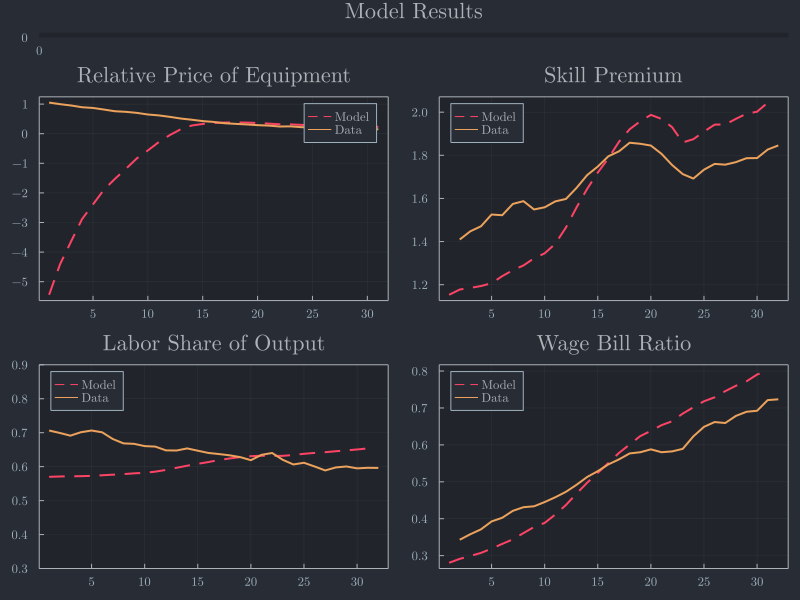 Model Results
0
0
Relative Price of Equipment
1
0
−1
−2
−3
−4
−5
5 10 15 20 25 30
Model
Data
Skill Premium
2.0
1.8
1.6
1.4
1.2
5 10 15 20 25 30
Model
Data
Labor Share of Output
0.9
0.8
0.7
0.6
0.5
0.4
0.3
5 10 15 20 25 30
Model
Data
Wage Bill Ratio
0.8
0.7
0.6
0.5
0.4
0.3
5 10 15 20 25 30
Model
Data